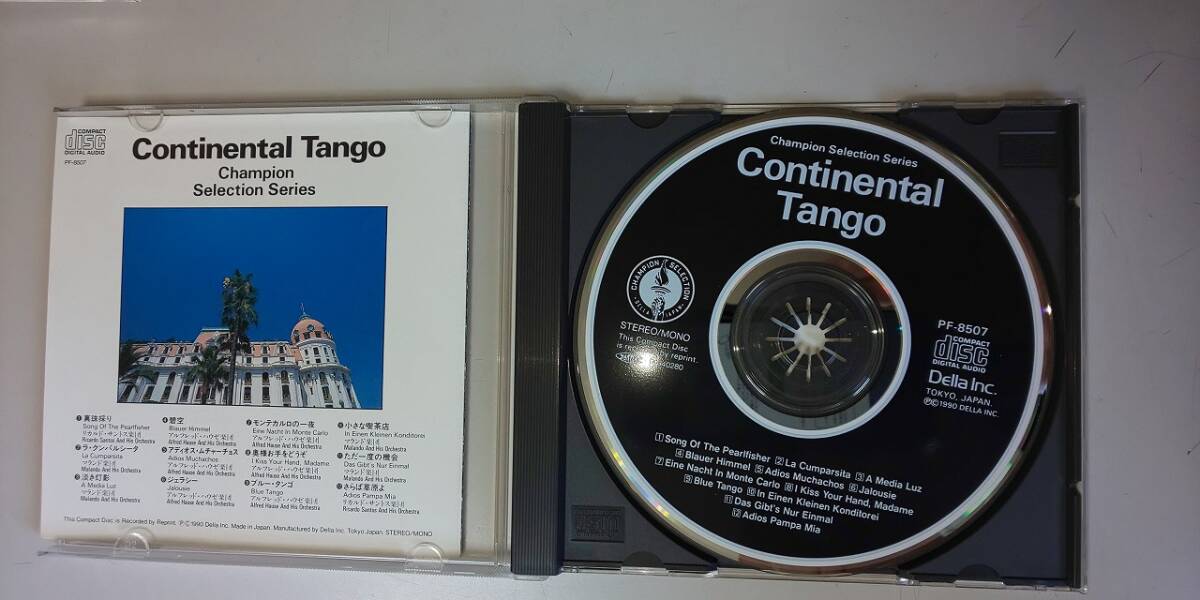 COMPACT
disc
DIGITAL AUDIO
PF-8507
Continental Tango
Champion
Selection Series
❶真珠採り
Song Of The Pearlfisher
リカルド・サントス楽団
Ricardo Santos And His Orchestra
❷ラ・クンパルシータ
La Cumparsita
マランド楽団
Malando And His Orchestra
❸淡き灯影
A Media Luz
マランド楽団
Malando And His Orchestra
❹碧空
Blauer Himmel
アルフレッド・ハウゼ楽団
Alfred Hause And His Orchestra
❺アディオス・ムチャーチョス
Adios Muchachos
アルフレッド・ハウゼ楽団
Alfred Hause And His Orchestra
❻ジェラシー
Jalousie
アルフレッド・ハウゼ楽団
Alfred Hause And His Orchestra
❼モンテカルロの一夜
Eine Nacht In Monte Carlo
アルフレッド・ハウゼ楽団
Alfred Hause And His Orchestra
❽奥様お手をどうぞ
I Kiss Your Hand, Madame
アルフレッド・ハウゼ楽団
Alfred Hause And His Orchestra
❾ブルー・タンゴ
Blue Tango
アルフレッド・ハウゼ楽団
Alfred Hause And His Orchestra
❿小さな喫茶店
In Einen Kleinen Konditorei
マランド楽団
Malando And His Orchestra
⓫ただ一度の機会
Das Gibt's Nur Einmal
マランド楽団
Malando And His Orchestra
⓬さらば草原よ
Adios Pampa Mia
リカルド・サントス楽団
Ricardo Santos And His Orchestra
This Compact Disc is Recorded by Reprint. ℗©1990 Della Inc. Made in Japan. Manufactured by Della Inc. Tokyo Japan. STEREO/MONO
Champion Selection Series
Continental
Tango
CHAMPION SELECTION
DELLA JAPAN
STEREO/MONO
This Compact Disc
is recorded by reprint.
PF-8507
COMPACT
disc
DIGITAL AUDIO
Della Inc.
TOKYO, JAPAN.
℗©1990 DELLA INC.
1 Song Of The Pearlfisher 2 La Cumparsita 3 A Media Luz
4 Blauer Himmel 5 Adios Muchachos 6 Jalousie
7 Eine Nacht In Monte Carlo 8 I Kiss Your Hand, Madame
9 Blue Tango 10 In Einen Kleinen Konditorei
11 Das Gibt's Nur Einmal
12 Adios Pampa Mia